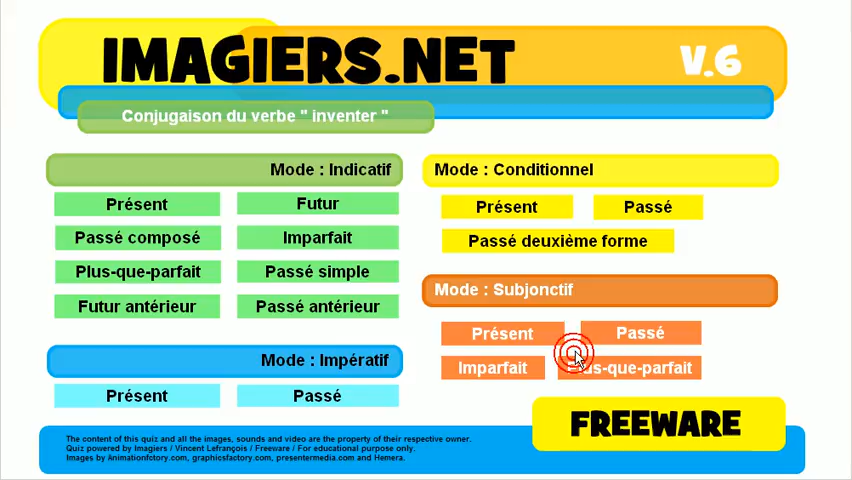 IMAGIERS.NET
V.6
Conjugaison du verbe " inventer "
Mode : Indicatif
Présent
Futur
Passé composé
Imparfait
Plus-que-parfait
Passé simple
Futur antérieur
Passé antérieur
Mode : Impératif
Présent
Passé
Mode : Conditionnel
Présent
Passé
Passé deuxième forme
Mode : Subjonctif
Présent
Passé
Imparfait
Plus-que-parfait
FREEWARE
The content of this quiz and all the images, sounds and video are the property of their respective owner.
Quiz powered by Imagiers / Vincent Lefrançois / Freeware / For educational purpose only.
Images by Animationfctory.com, graphicsfactory.com, presentermedia.com and Hemera.